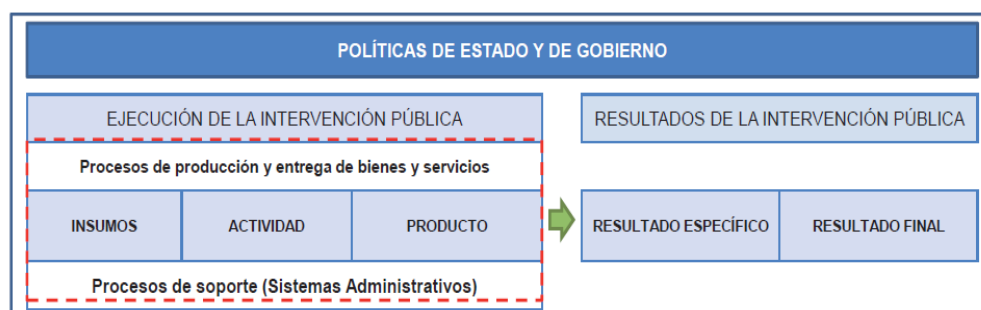 POLÍTICAS DE ESTADO Y DE GOBIERNO
EJECUCIÓN DE LA INTERVENCIÓN PÚBLICA
RESULTADOS DE LA INTERVENCIÓN PÚBLICA
Procesos de producción y entrega de bienes y servicios
INSUMOS
ACTIVIDAD
PRODUCTO
RESULTADO ESPECÍFICO
RESULTADO FINAL
Procesos de soporte (Sistemas Administrativos)